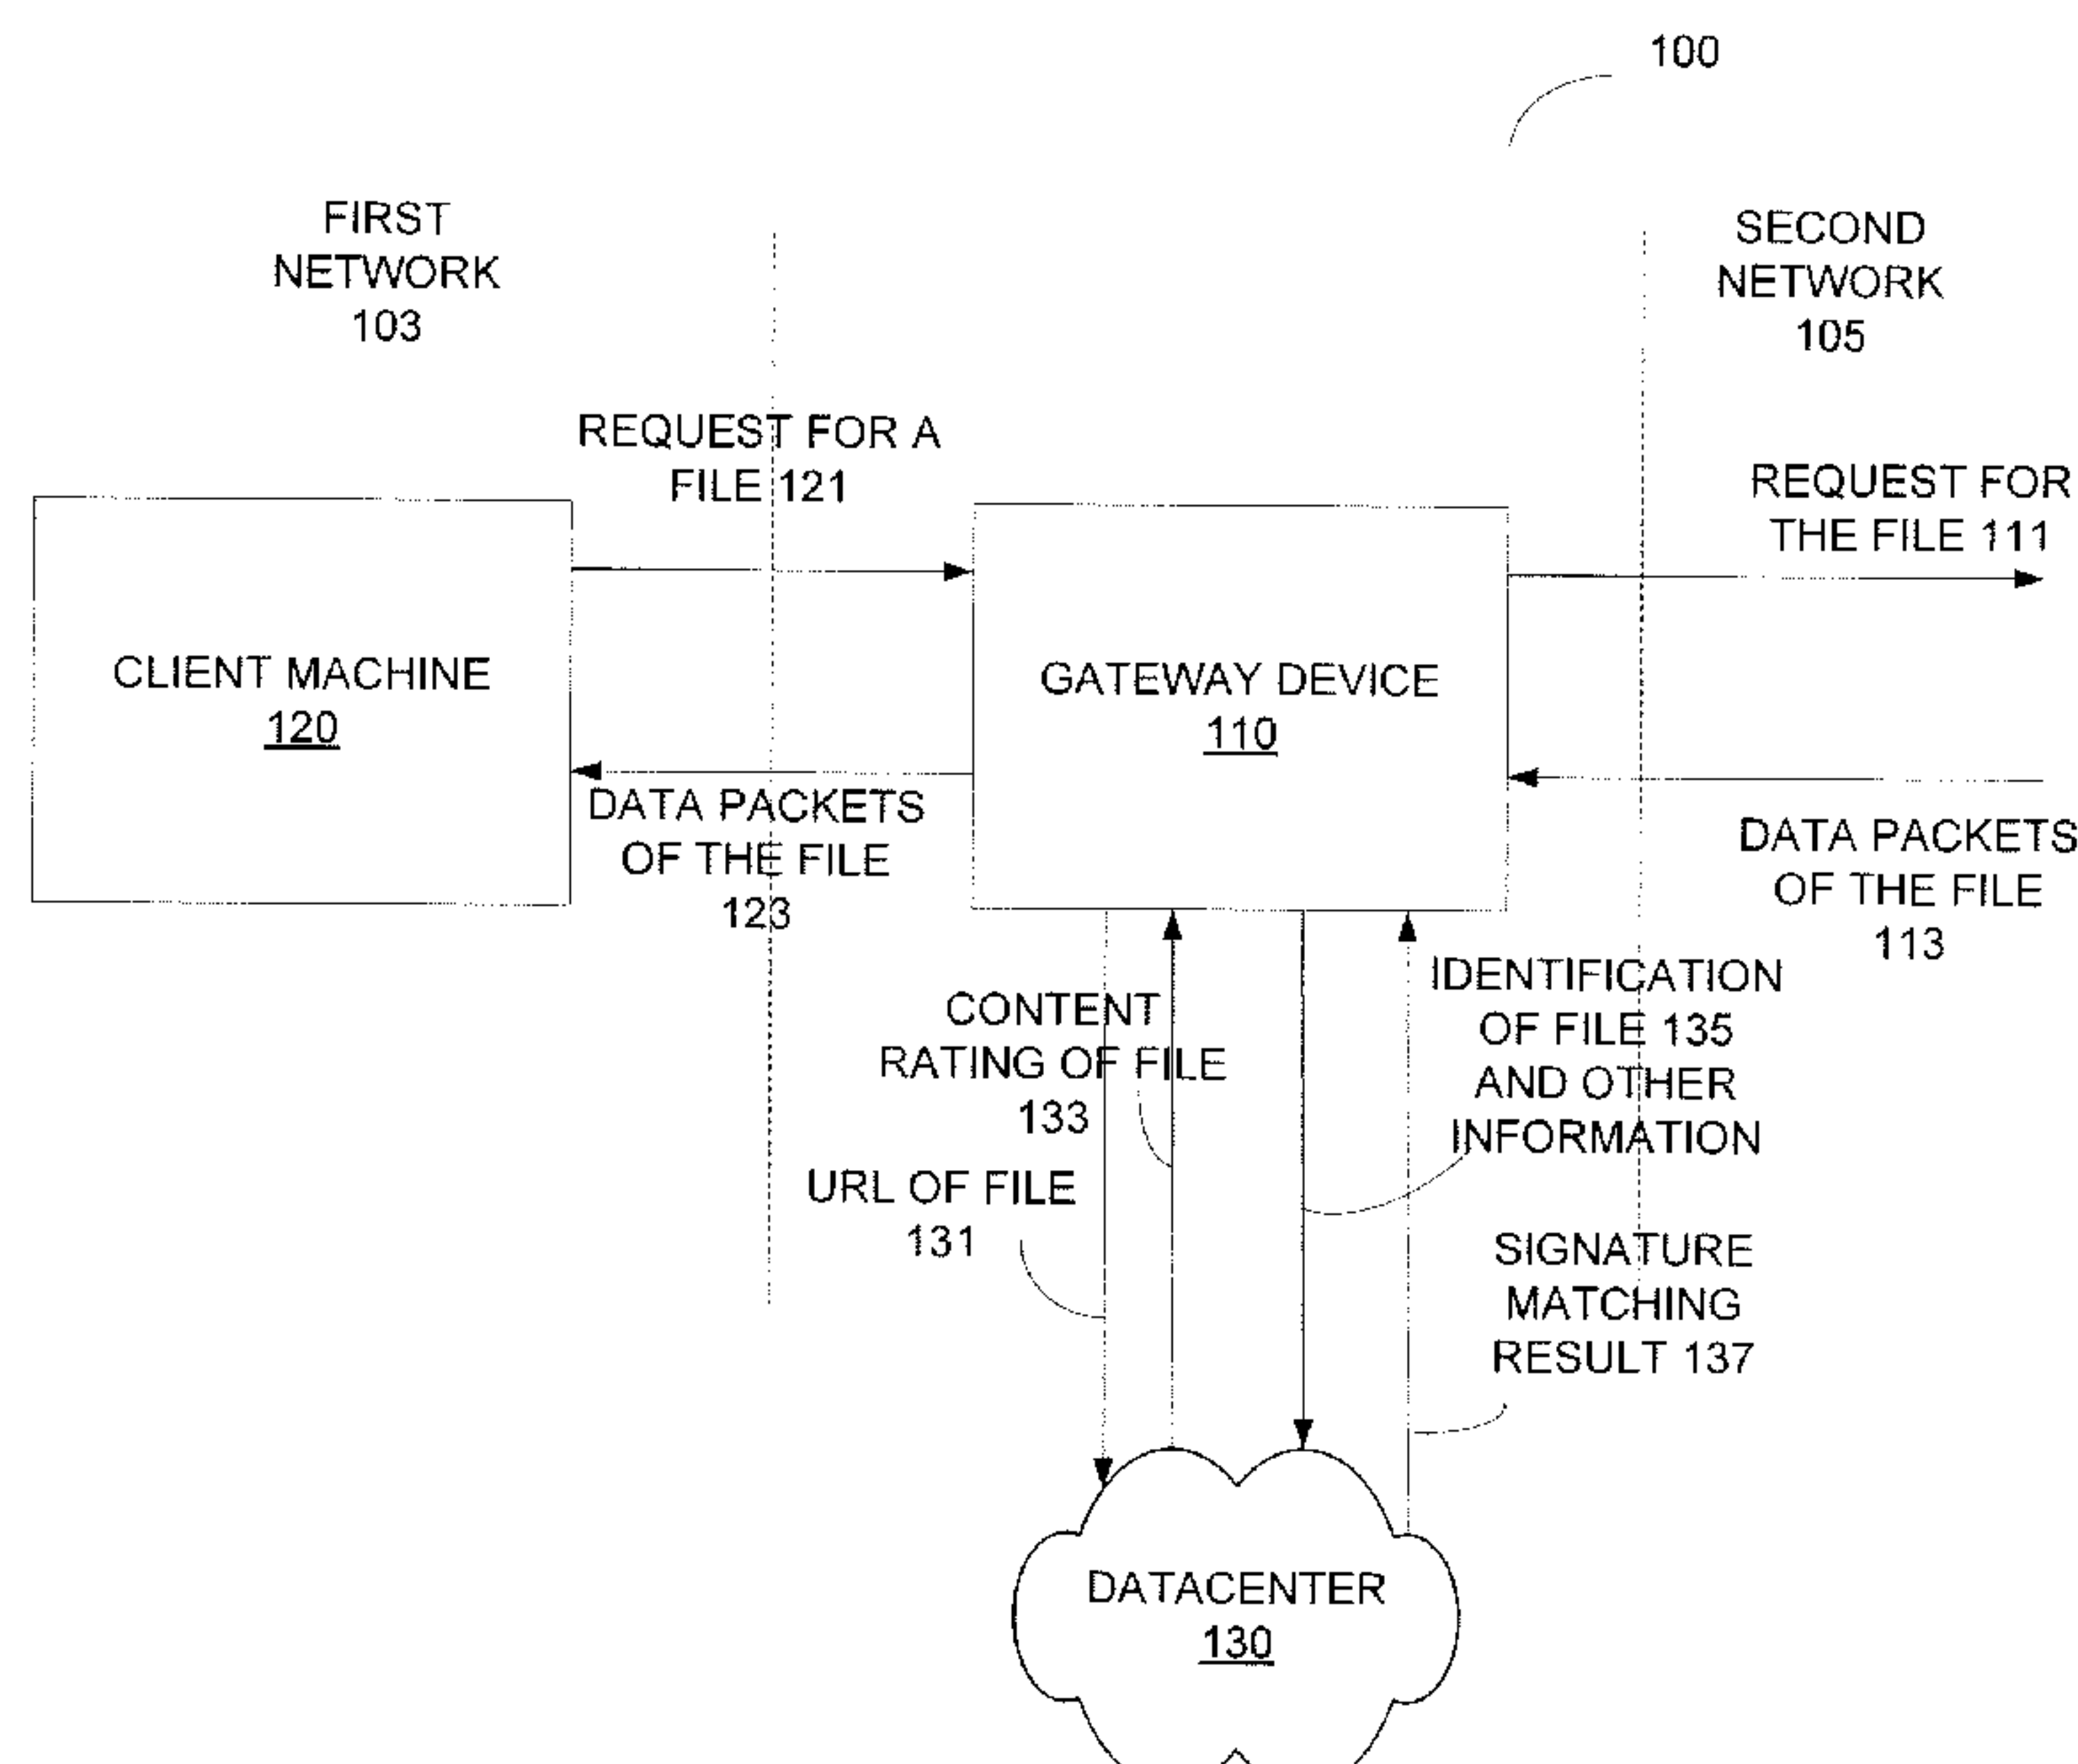 100
FIRST
NETWORK
103
SECOND
NETWORK
105
REQUEST FOR A
FILE 121
REQUEST FOR
THE FILE 111
CLIENT MACHINE
120
GATEWAY DEVICE
110
DATA PACKETS
OF THE FILE
123
DATA PACKETS
OF THE FILE
113
CONTENT
RATING OF FILE
133
IDENTIFICATION
OF FILE 135
AND OTHER
INFORMATION
URL OF FILE
131
SIGNATURE
MATCHING
RESULT 137
DATACENTER
130